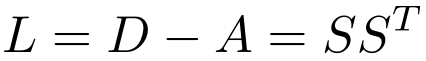 L = D − A = SS^T